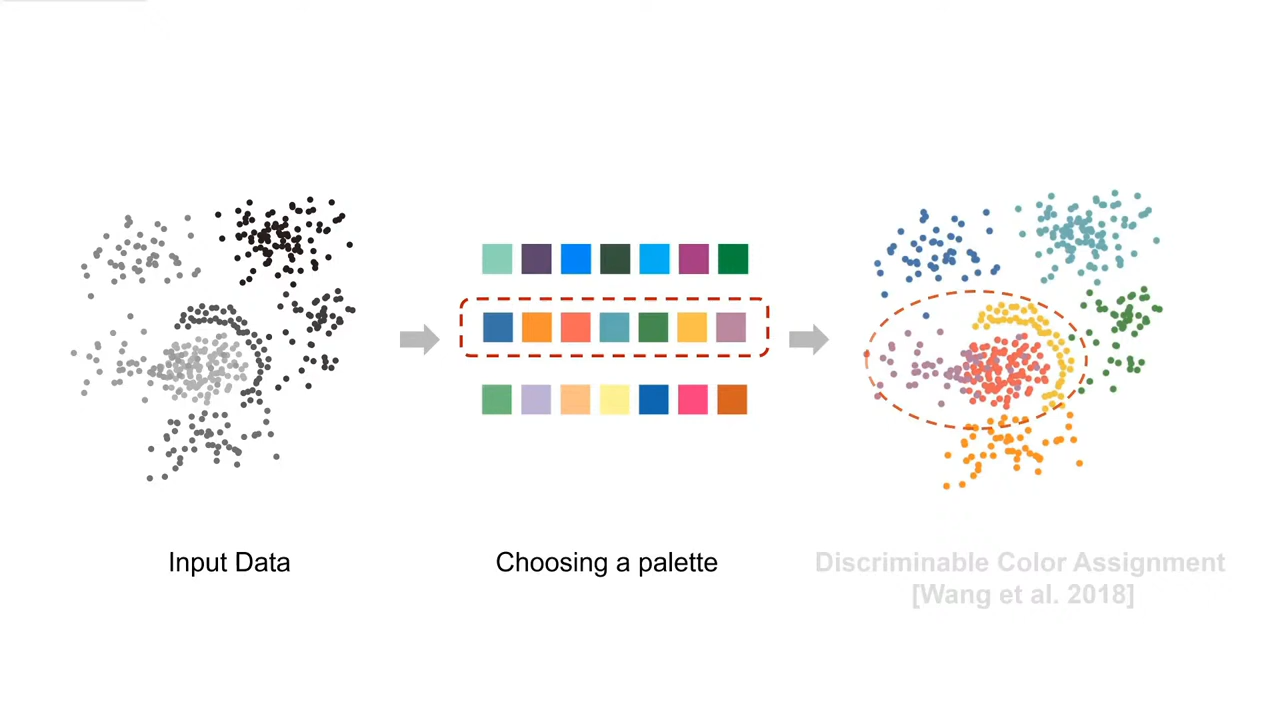 Input Data
Choosing a palette
Discriminable Color Assignment
[Wang et al. 2018]